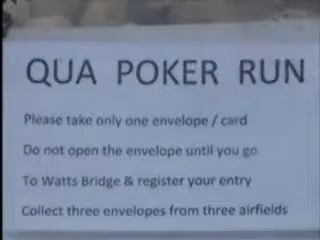 QUA POKER RUN
Please take only one envelope / card
Do not open the envelope until you go
To Watts Bridge & register your entry
Collect three envelopes from three airfields